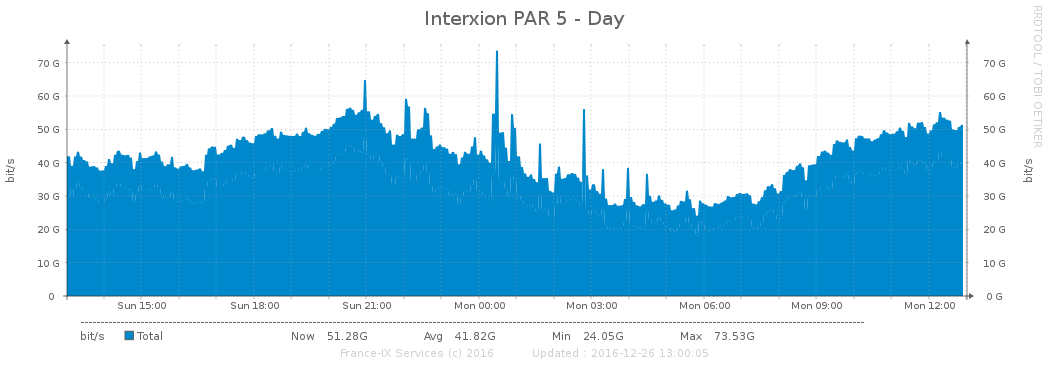 Interxion PAR 5 - Day
RRDTOOL / TOBI OETIKER
bit/s
70 G 70 G
60 G 60 G
50 G 50 G
40 G 40 G
30 G 30 G
20 G 20 G
10 G 10 G
0 0 G
bit/s
Sun 15:00 Sun 18:00 Sun 21:00 Mon 00:00 Mon 03:00 Mon 06:00 Mon 09:00 Mon 12:00
bit/s Total Now 51.28G Avg 41.82G Min 24.05G Max 73.53G
France-IX Services (c) 2016 Updated : 2016-12-26 13:00:05